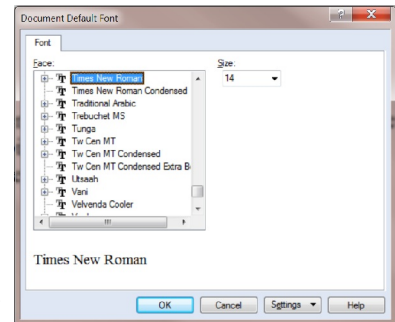 Document Default Font
Font
Face:
Size:
Times New Roman
14
Times New Roman Condensed
Traditional Arabic
Trebuchet MS
Tunga
Tw Cen MT
Tw Cen MT Condensed
Tw Cen MT Condensed Extra B
Utsaah
Vani
Velvenda Cooler
Times New Roman
OK Cancel Settings Help